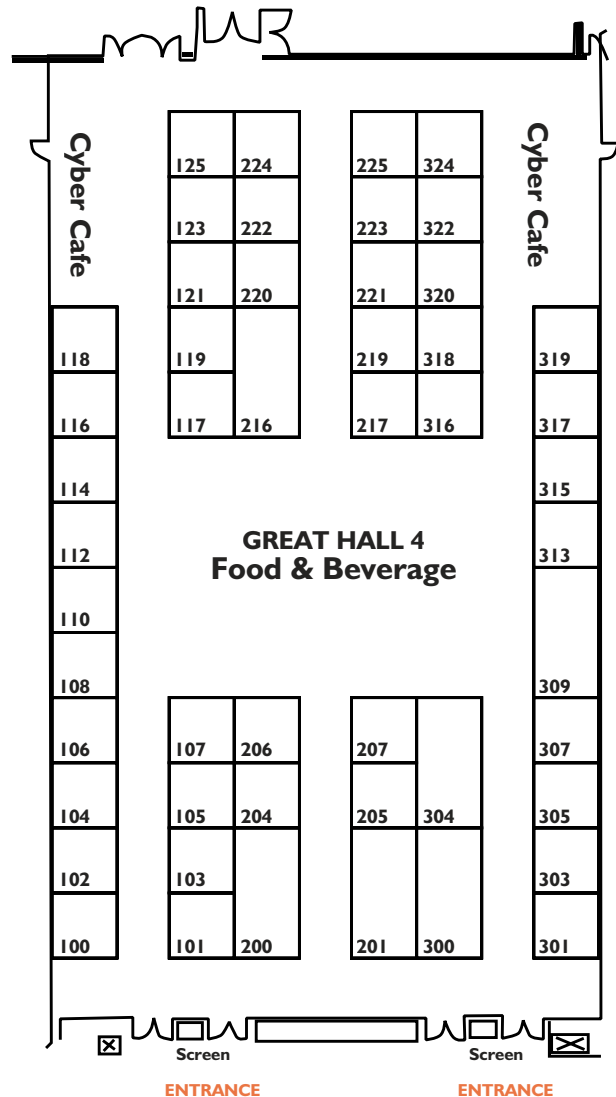 Cyber Cafe
Cyber Cafe
125 224 225 324
123 222 223 322
121 220 221 320
118 119 219 318 319
116 117 216 217 316 317
114 315
112 313
GREAT HALL 4
Food & Beverage
110
108 309
106 107 206 207 307
104 105 204 205 304 305
102 103 303
100 101 200 201 300 301
Screen Screen
ENTRANCE ENTRANCE